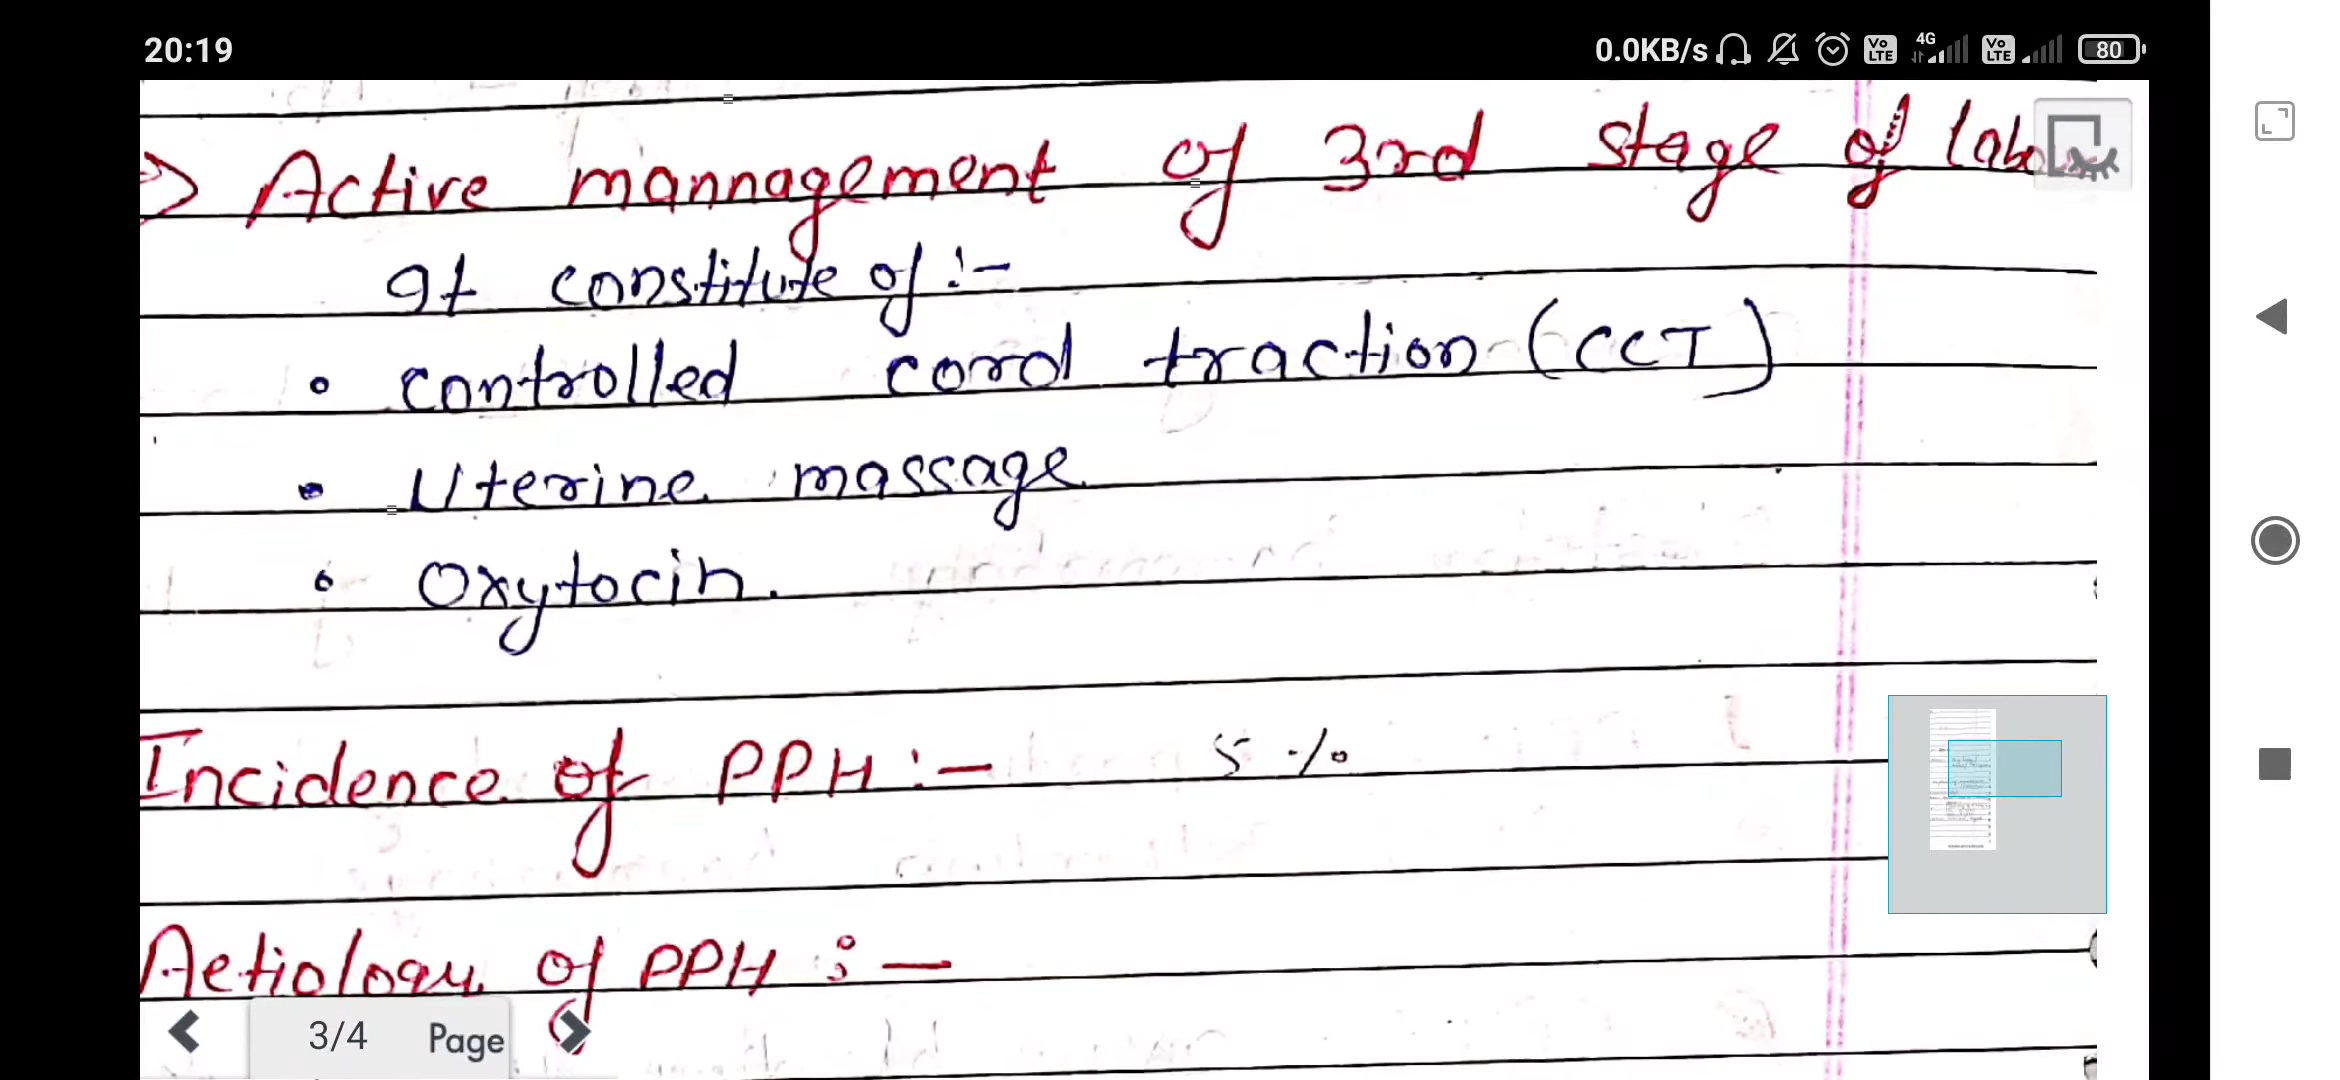 20:19 0.0KB/s 4G 80
Active mannagement of 3rd stage of
It constitute of :-
• controlled cord traction (CCT)
• Uterine massage
• Oxytocin.
Incidence of PPH :- 5 %
Aetiology of PPH :-
3/4 Page